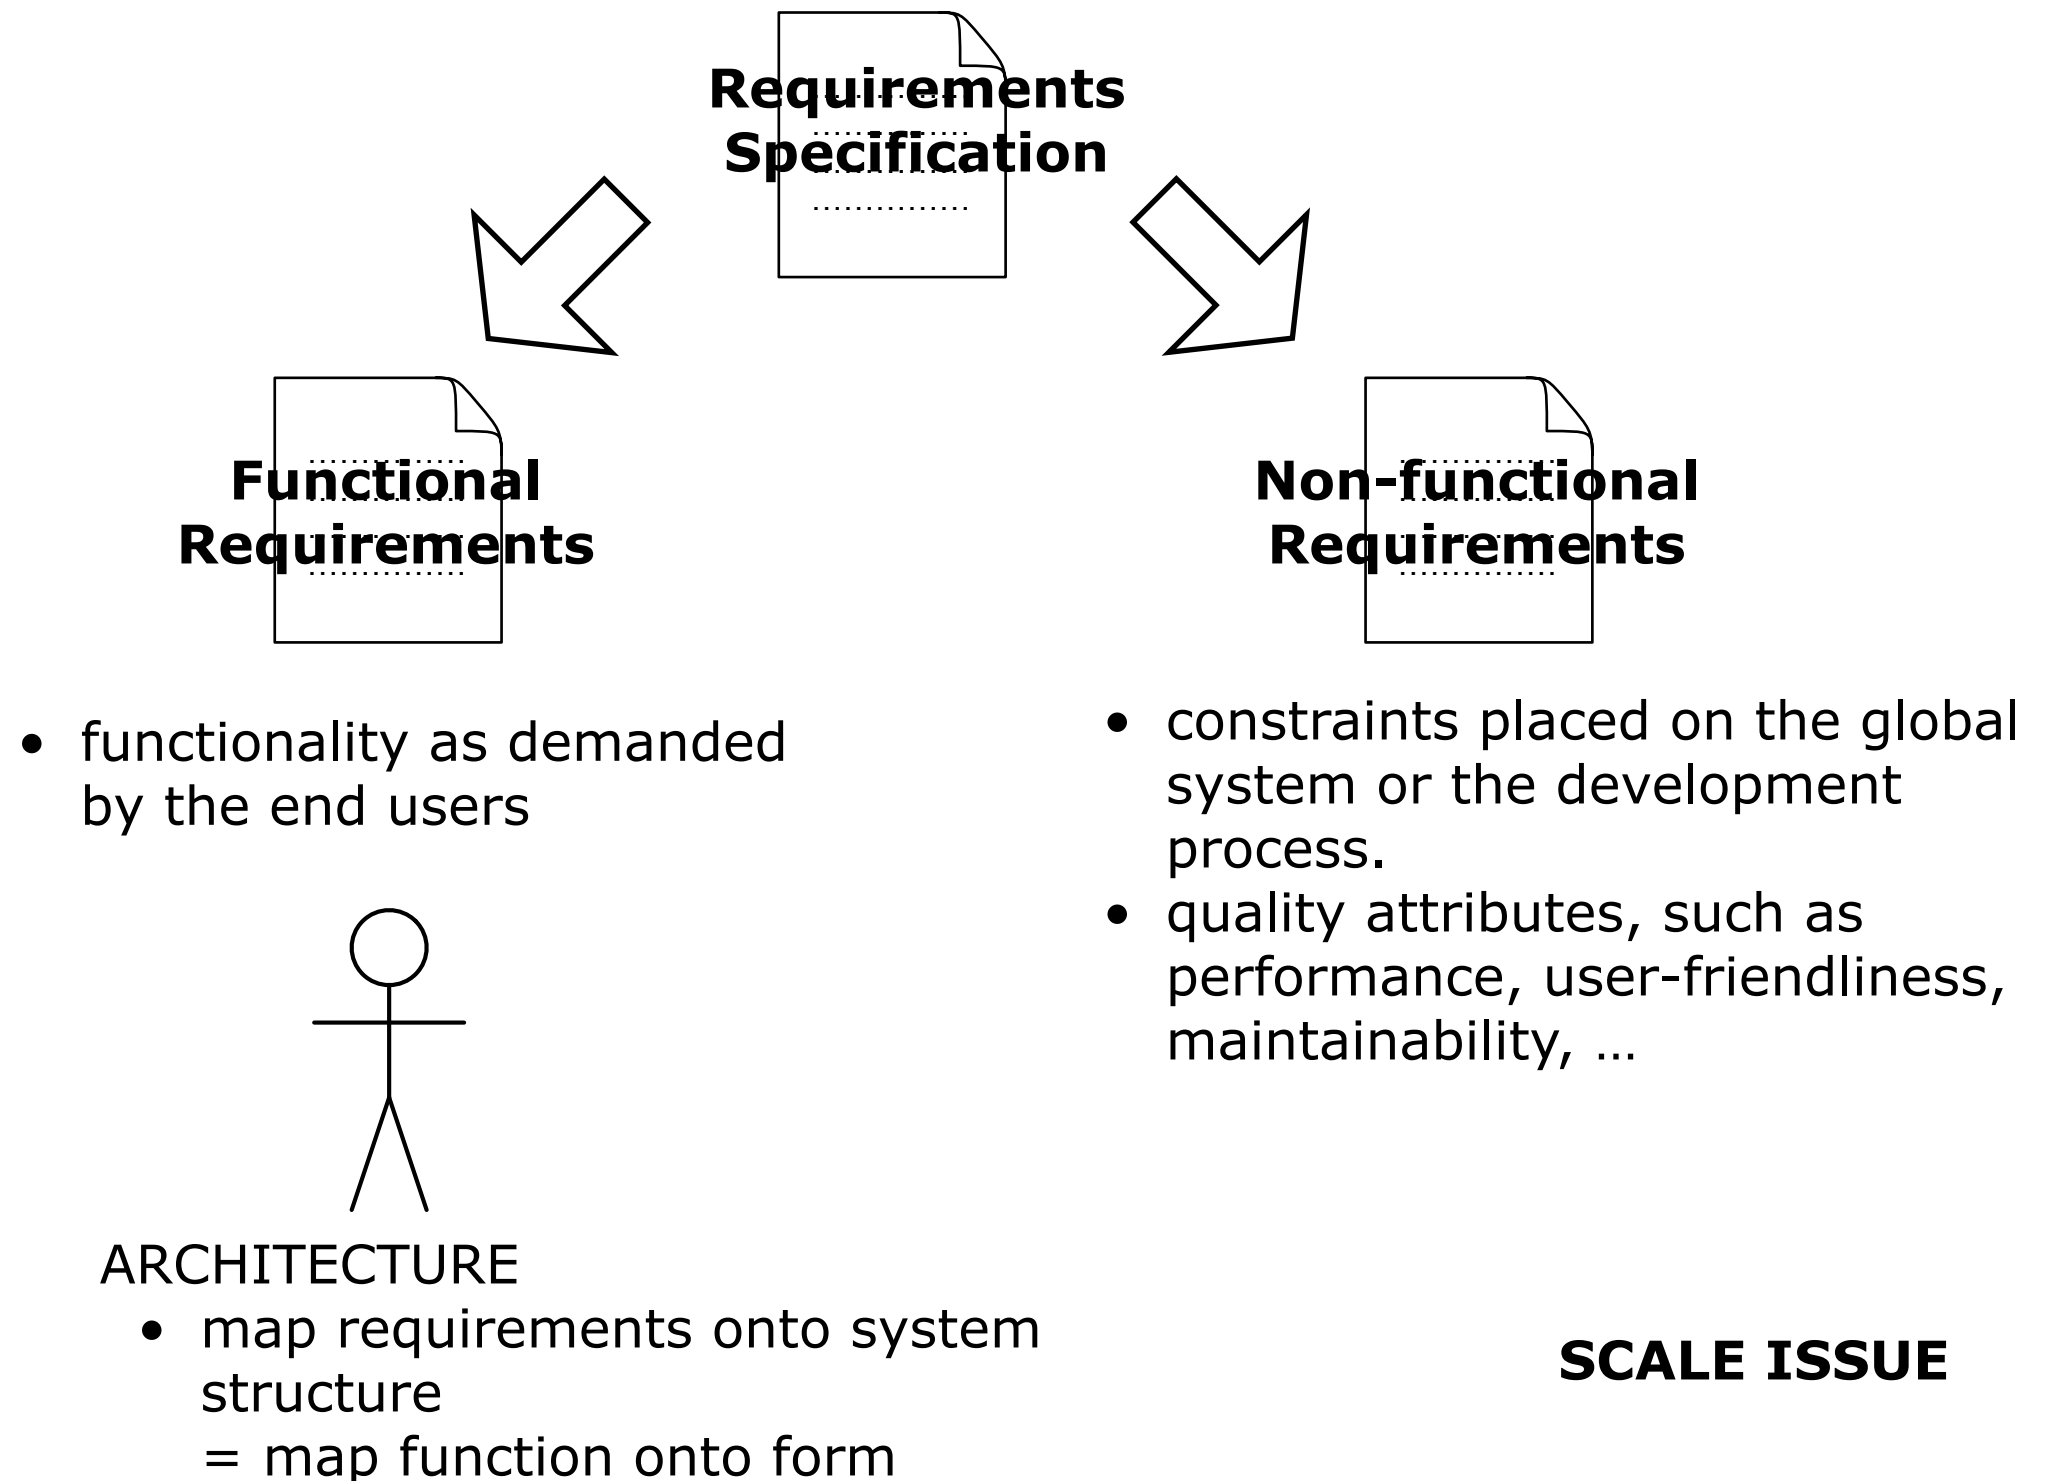 Requirements
Specification
Functional
Requirements
Non-functional
Requirements
• functionality as demanded
by the end users
• constraints placed on the global
system or the development
process.
• quality attributes, such as
performance, user-friendliness,
maintainability, …
ARCHITECTURE
• map requirements onto system
structure
= map function onto form
SCALE ISSUE